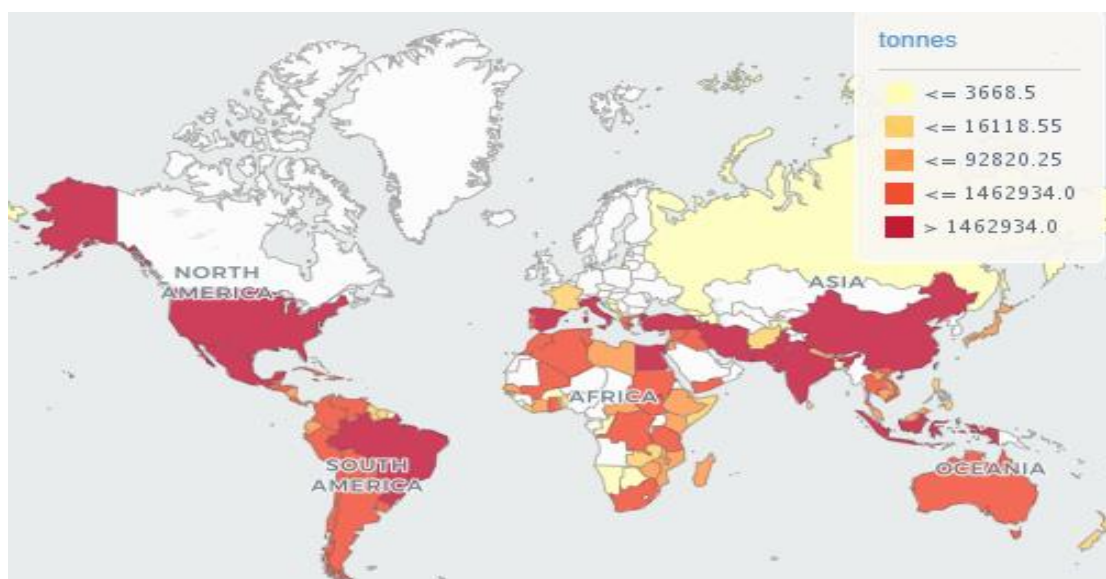 tonnes
<= 3668.5
<= 16118.55
<= 92820.25
<= 1462934.0
> 1462934.0
NORTH
AMERICA
ASIA
AFRICA
SOUTH
AMERICA
OCEANIA